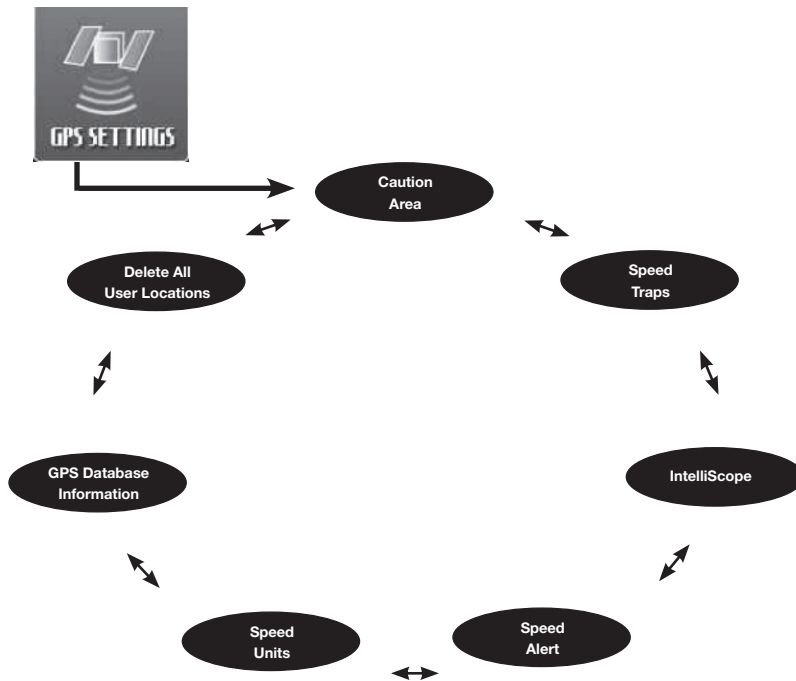 GPS SETTINGS
Caution
Area
Delete All
User Locations
Speed
Traps
GPS Database
Information
IntelliScope
Speed
Units
Speed
Alert